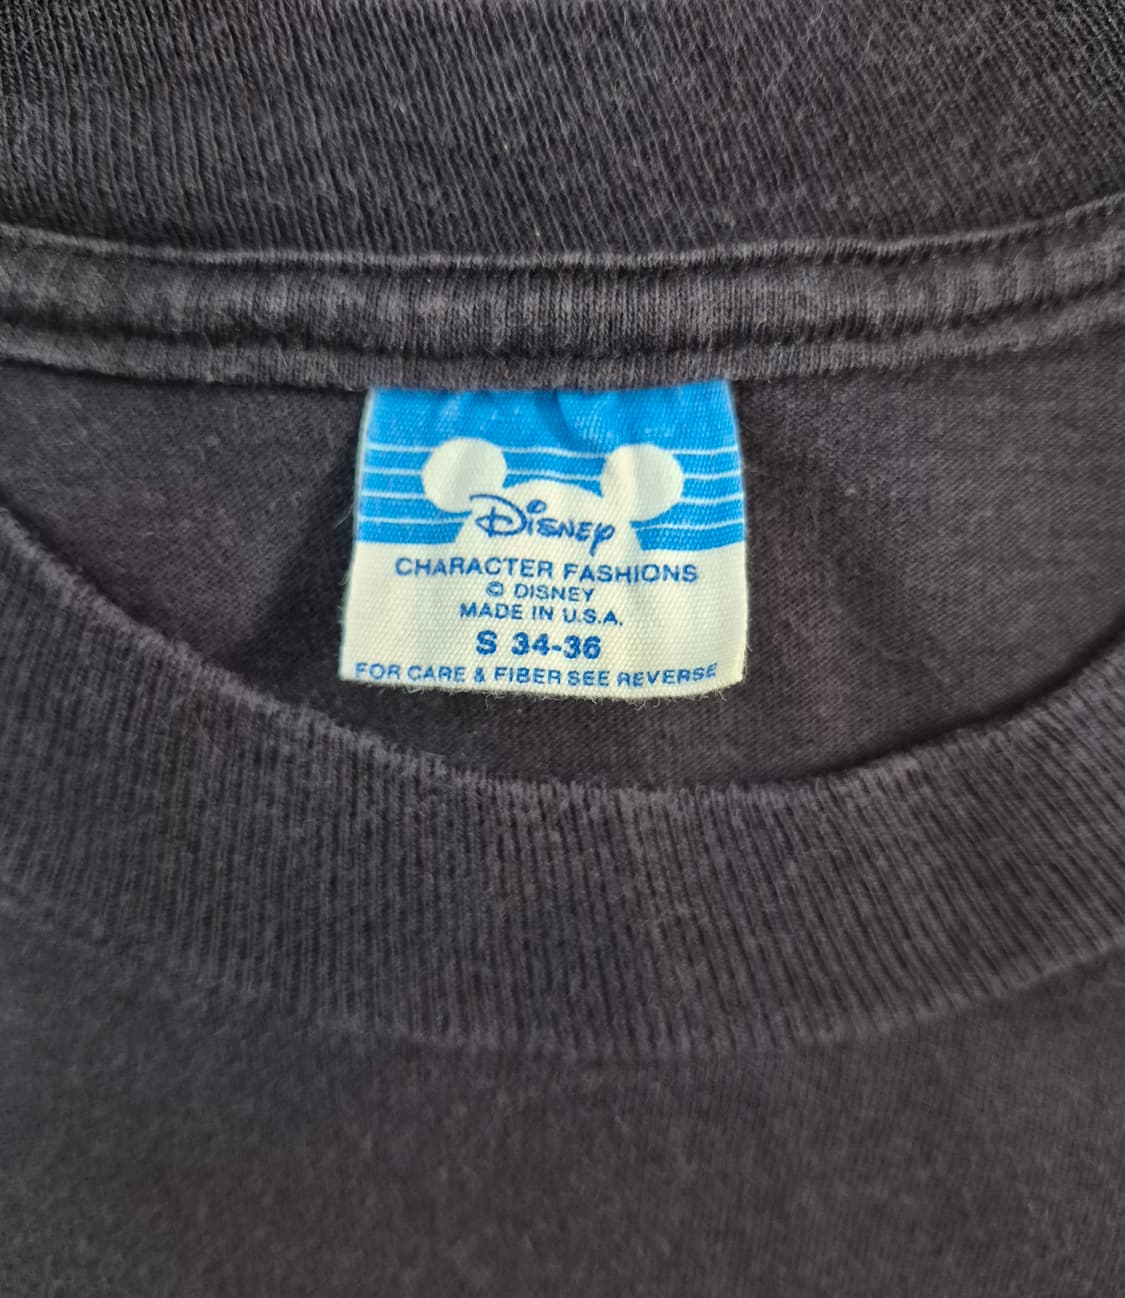 Disney
CHARACTER FASHIONS
© DISNEY
MADE IN U.S.A.
S 34-36
FOR CARE & FIBER SEE REVERSE